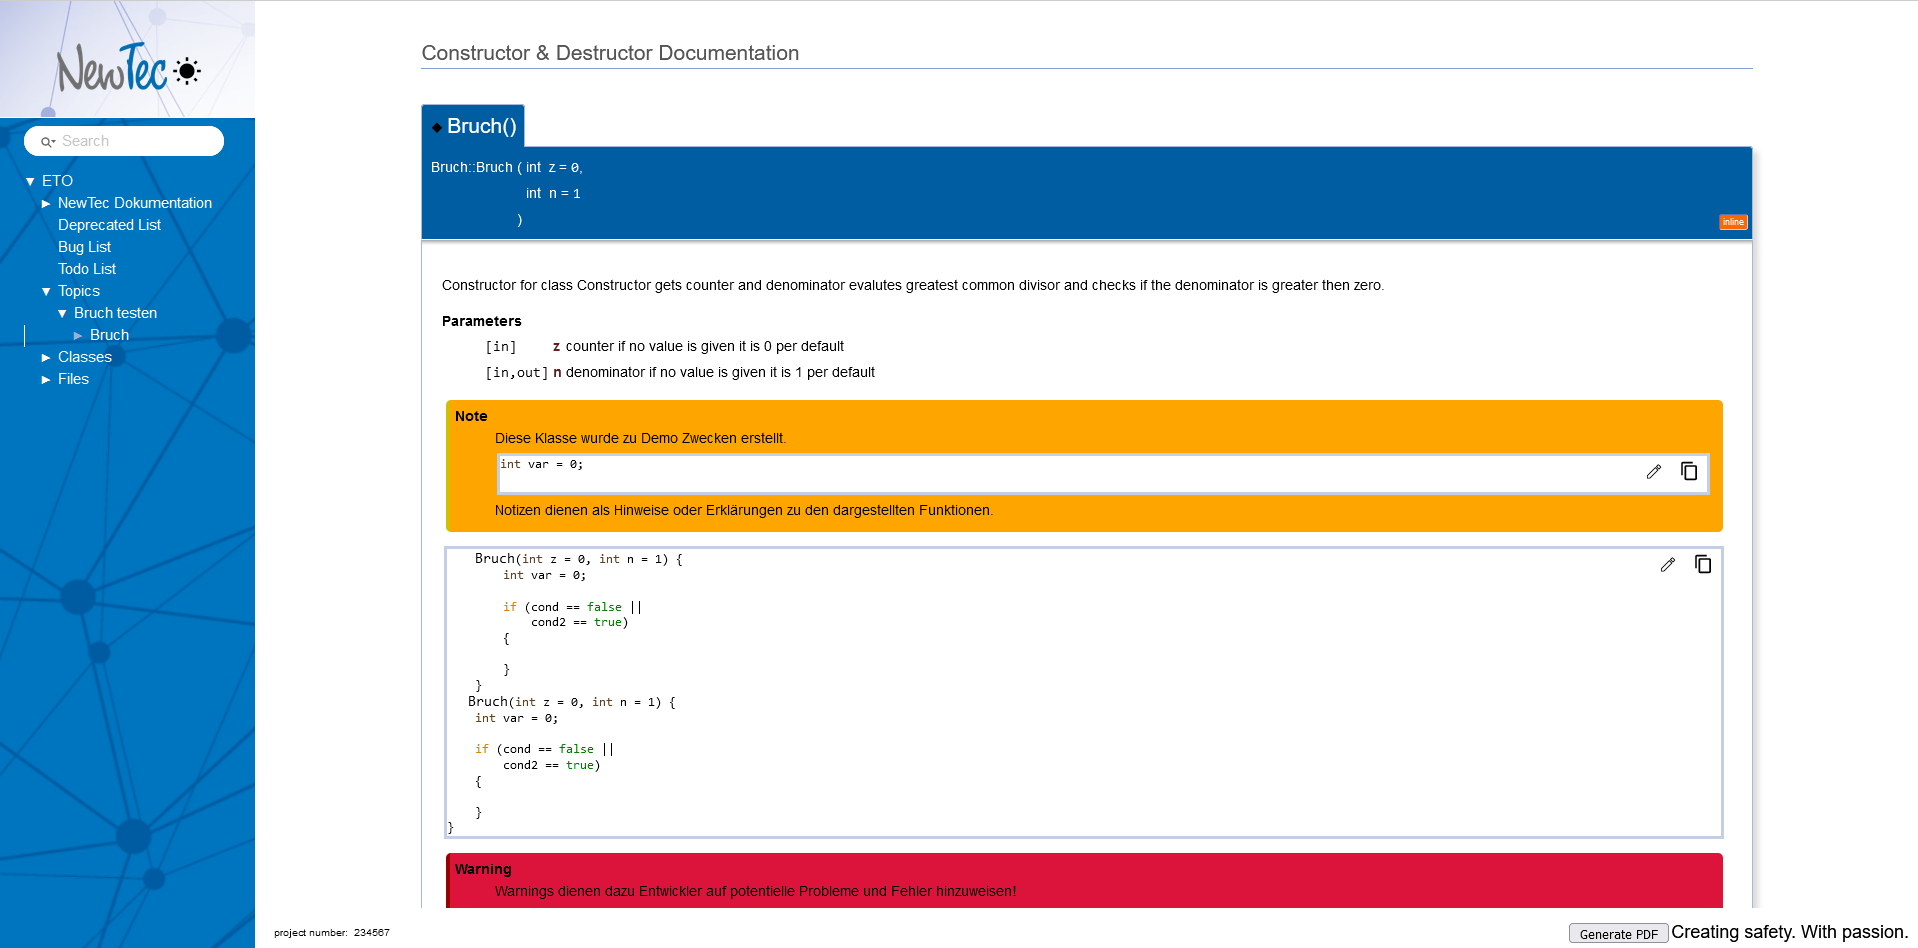 NewTec
Search
▼ ETO
► NewTec Dokumentation
Deprecated List
Bug List
Todo List
▼ Topics
▼ Bruch testen
► Bruch
► Classes
► Files
Constructor & Destructor Documentation
◆ Bruch()
Bruch::Bruch ( int z = 0,
int n = 1
)
inline
Constructor for class Constructor gets counter and denominator evalutes greatest common divisor and checks if the denominator is greater then zero.
Parameters
[in] z counter if no value is given it is 0 per default
[in,out] n denominator if no value is given it is 1 per default
Note
Diese Klasse wurde zu Demo Zwecken erstellt.
int var = 0;
Notizen dienen als Hinweise oder Erklärungen zu den dargestellten Funktionen.
Bruch(int z = 0, int n = 1) {
int var = 0;
if (cond == false ||
cond2 == true)
{
}
}
Bruch(int z = 0, int n = 1) {
int var = 0;
if (cond == false ||
cond2 == true)
{
}
}
Warning
Warnings dienen dazu Entwickler auf potentielle Probleme und Fehler hinzuweisen!
project number: 234567
Generate PDF Creating safety. With passion.